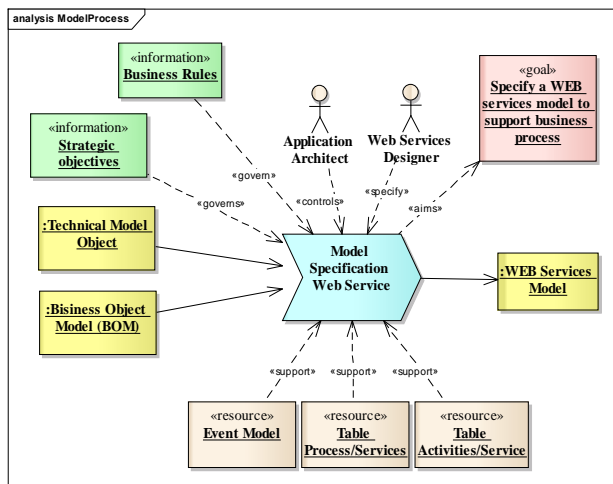 analysis ModelProcess
«information»
Business Rules
«information»
Strategic
objectives
Application
Architect
Web Services
Designer
«goal»
Specify a WEB
services model to
support business
process
«govern»
«governs»
«controls»
«specify»
«aims»
:Technical Model
Object
:Bisiness Object
Model (BOM)
Model
Specification
Web Service
:WEB Services
Model
«support»
«support»
«support»
«resource»
Event Model
«resource»
Table
Process/Services
«resource»
Table
Activities/Service